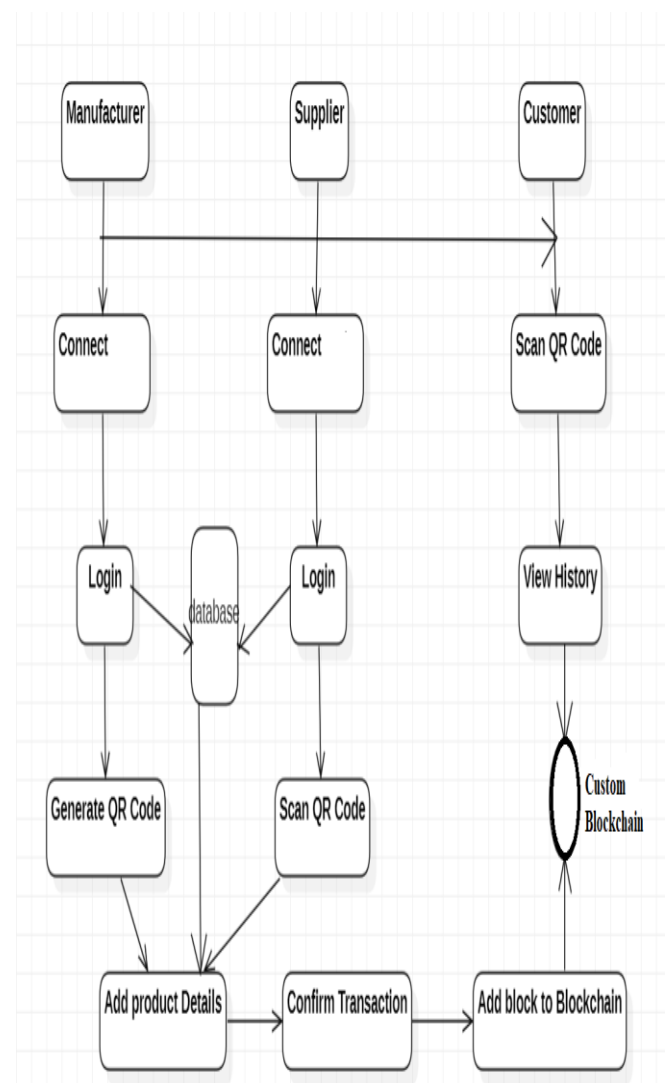 Manufacturer
Supplier
Customer
Connect
Connect
Scan QR Code
Login
database
Login
View History
Generate QR Code
Scan QR Code
Custom
Blockchain
Add product Details
Confirm Transaction
Add block to Blockchain